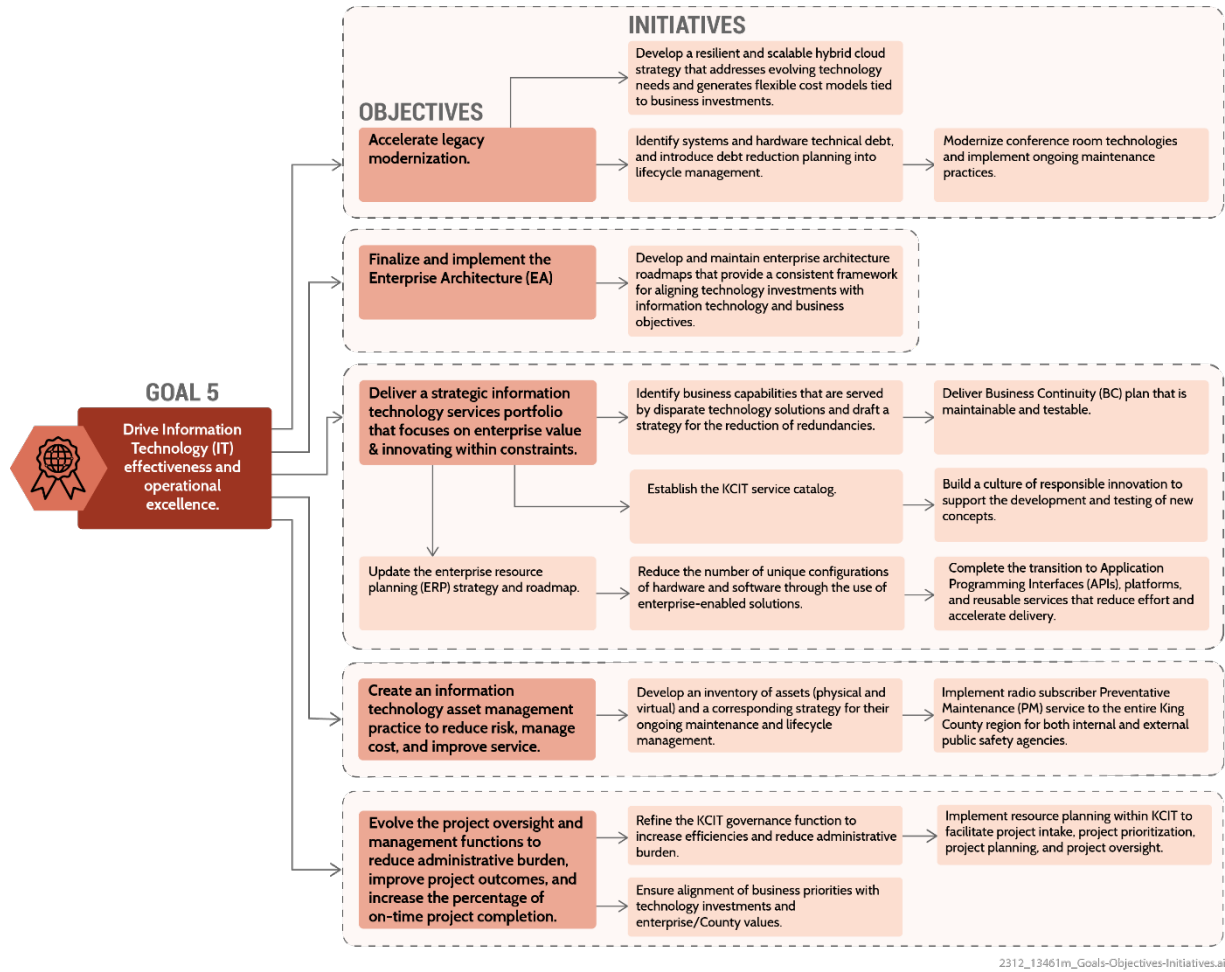 INITIATIVES
Develop a resilient and scalable hybrid cloud
strategy that addresses evolving technology
needs and generates flexible cost models tied
to business investments.
OBJECTIVES
Accelerate legacy
modernization.
Identify systems and hardware technical debt,
and introduce debt reduction planning into
lifecycle management.
Modernize conference room technologies
and implement ongoing maintenance
practices.
Finalize and implement the
Enterprise Architecture (EA)
Develop and maintain enterprise architecture
roadmaps that provide a consistent framework
for aligning technology investments with
information technology and business
objectives.
GOAL 5
Drive Information
Technology (IT)
effectiveness and
operational
excellence.
Deliver a strategic information
technology services portfolio
that focuses on enterprise value
& innovating within constraints.
Identify business capabilities that are served
by disparate technology solutions and draft a
strategy for the reduction of redundancies.
Deliver Business Continuity (BC) plan that is
maintainable and testable.
Establish the KCIT service catalog.
Build a culture of responsible innovation to
support the development and testing of new
concepts.
Update the enterprise resource
planning (ERP) strategy and roadmap.
Reduce the number of unique configurations
of hardware and software through the use of
enterprise-enabled solutions.
Complete the transition to Application
Programming Interfaces (APIs), platforms,
and reusable services that reduce effort and
accelerate delivery.
Create an information
technology asset management
practice to reduce risk, manage
cost, and improve service.
Develop an inventory of assets (physical and
virtual) and a corresponding strategy for their
ongoing maintenance and lifecycle
management.
Implement radio subscriber Preventative
Maintenance (PM) service to the entire King
County region for both internal and external
public safety agencies.
Evolve the project oversight and
management functions to
reduce administrative burden,
improve project outcomes, and
increase the percentage of
on-time project completion.
Refine the KCIT governance function to
increase efficiencies and reduce administrative
burden.
Implement resource planning within KCIT to
facilitate project intake, project prioritization,
project planning, and project oversight.
Ensure alignment of business priorities with
technology investments and
enterprise/County values.
2312_13461m_Goals-Objectives-Initiatives.ai